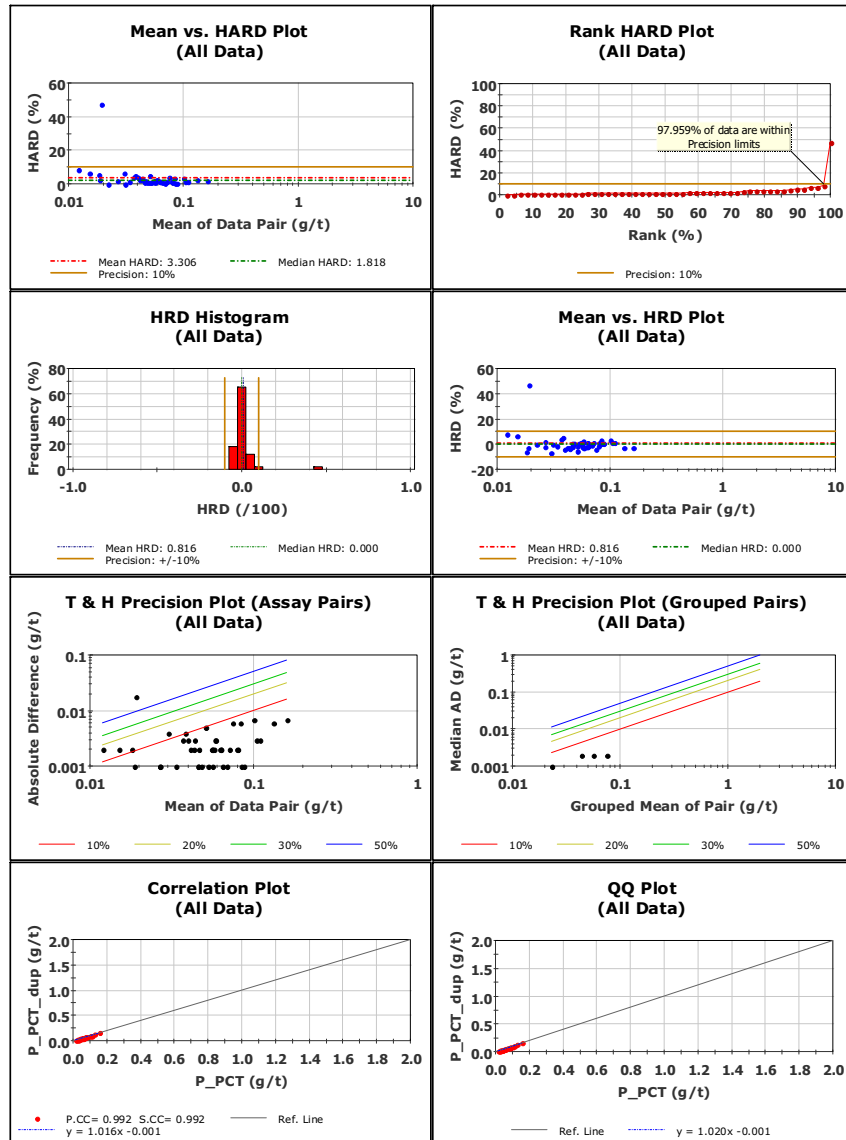 Mean vs. HARD Plot
(All Data)
HARD (%)
60
40
20
0
0.01
0.1
1
10
Mean of Data Pair (g/t)
Mean HARD: 3.306
Median HARD: 1.818
Precision: 10%
Rank HARD Plot
(All Data)
HARD (%)
100
80
60
40
20
0
97.959% of data are within
Precision limits
0 10 20 30 40 50 60 70 80 90 100
Rank (%)
Precision: 10%
HRD Histogram
(All Data)
Frequency (%)
80
60
40
20
0
-1.0
0.0
1.0
HRD (/100)
Mean HRD: 0.816
Median HRD: 0.000
Precision: +/-10%
Mean vs. HRD Plot
(All Data)
HRD (%)
60
40
20
0
-20
0.01
0.1
1
10
Mean of Data Pair (g/t)
Mean HRD: 0.816
Median HRD: 0.000
Precision: +/-10%
T & H Precision Plot (Assay Pairs)
(All Data)
Absolute Difference (g/t)
0.1
0.01
0.001
0.01
0.1
1
Mean of Data Pair (g/t)
10%
20%
30%
50%
T & H Precision Plot (Grouped Pairs)
(All Data)
Median AD (g/t)
1
0.1
0.01
0.001
0.01
0.1
1
10
Grouped Mean of Pair (g/t)
10%
20%
30%
50%
Correlation Plot
(All Data)
P_PCT_dup (g/t)
2.0
1.5
1.0
0.5
0.0
0.0 0.2 0.4 0.6 0.8 1.0 1.2 1.4 1.6 1.8 2.0
P_PCT (g/t)
P.CC= 0.992 S.CC= 0.992
Ref. Line
y = 1.016x -0.001
QQ Plot
(All Data)
P_PCT_dup (g/t)
2.0
1.5
1.0
0.5
0.0
0.0 0.2 0.4 0.6 0.8 1.0 1.2 1.4 1.6 1.8 2.0
P_PCT (g/t)
Ref. Line
y = 1.020x -0.001